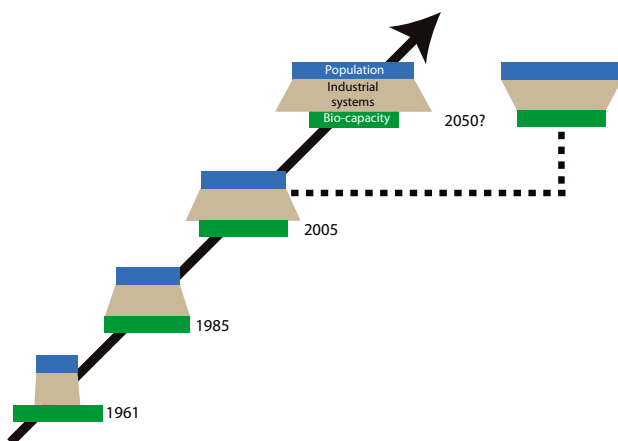 Population
Industrial
systems
Bio-capacity
2050?
2005
1985
1961